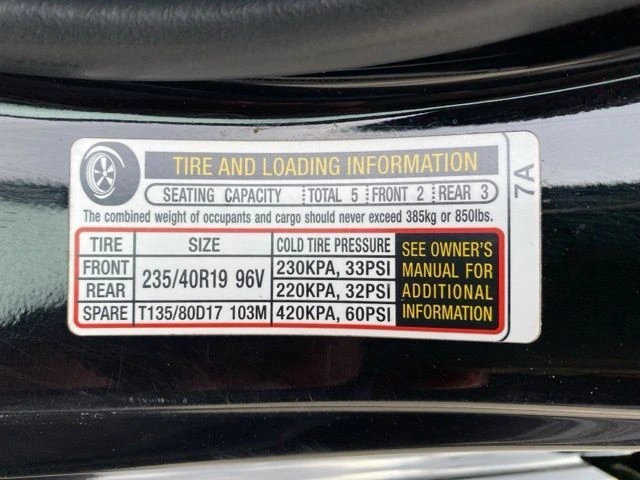 TIRE AND LOADING INFORMATION
SEATING CAPACITY TOTAL 5 FRONT 2 REAR 3
The combined weight of occupants and cargo should never exceed 385kg or 850lbs.
TIRE SIZE COLD TIRE PRESSURE
FRONT 235/40R19 96V 230KPA, 33PSI
REAR 220KPA, 32PSI
SPARE T135/80D17 103M 420KPA, 60PSI
SEE OWNER'S
MANUAL FOR
ADDITIONAL
INFORMATION
7A